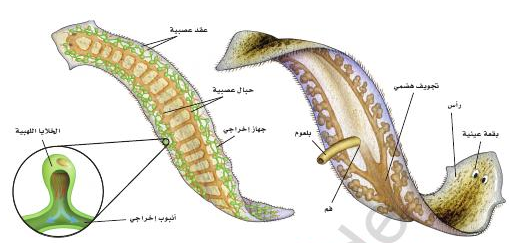 عقد عصبية
حبال عصبية
جهاز إخراجي
الخلايا اللهبية
أنبوب إخراجي
تجويف هضمي
رأس
بقعة عينية
بلعوم
فم